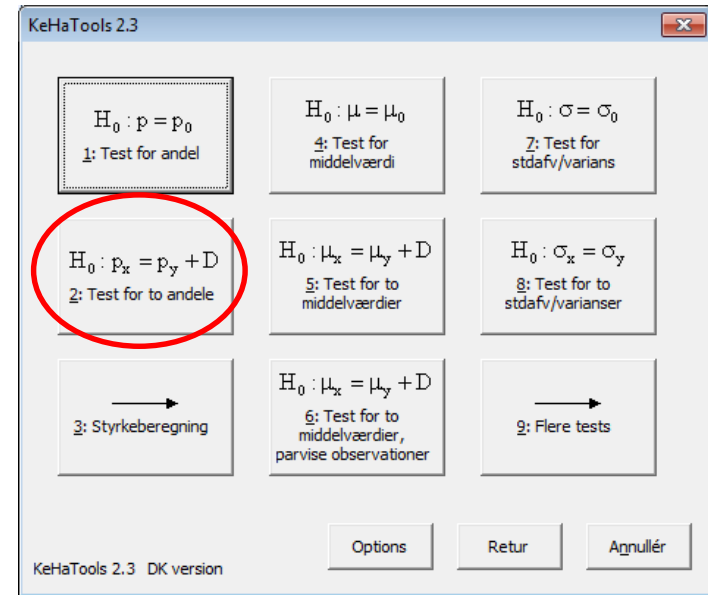 KeHaTools 2.3
H₀ : p = p₀
1: Test for andel
H₀ : μ = μ₀
4: Test for
middelværdi
H₀ : σ = σ₀
7: Test for
stdafv/varians
H₀ : pₓ = pᵧ + D
2: Test for to andele
H₀ : μₓ = μᵧ + D
5: Test for to
middelværdier
H₀ : σₓ = σᵧ
8: Test for to
stdafv/varianser
3: Styrkeberegning
H₀ : μₓ = μᵧ + D
6: Test for to
middelværdier,
parvise observationer
9: Flere tests
Options
Retur
Annullér
KeHaTools 2.3 DK version